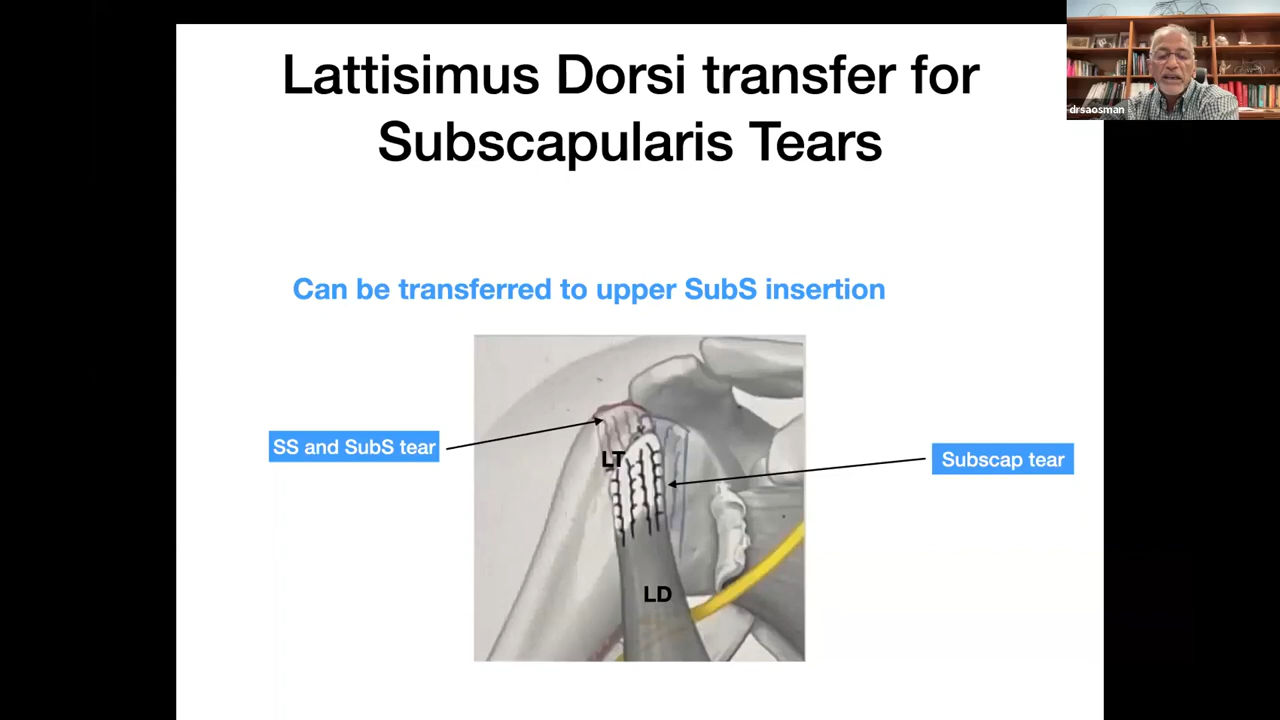 Lattisimus Dorsi transfer for
Subscapularis Tears
drsaosman
Can be transferred to upper SubS insertion
SS and SubS tear
LT
Subscap tear
LD